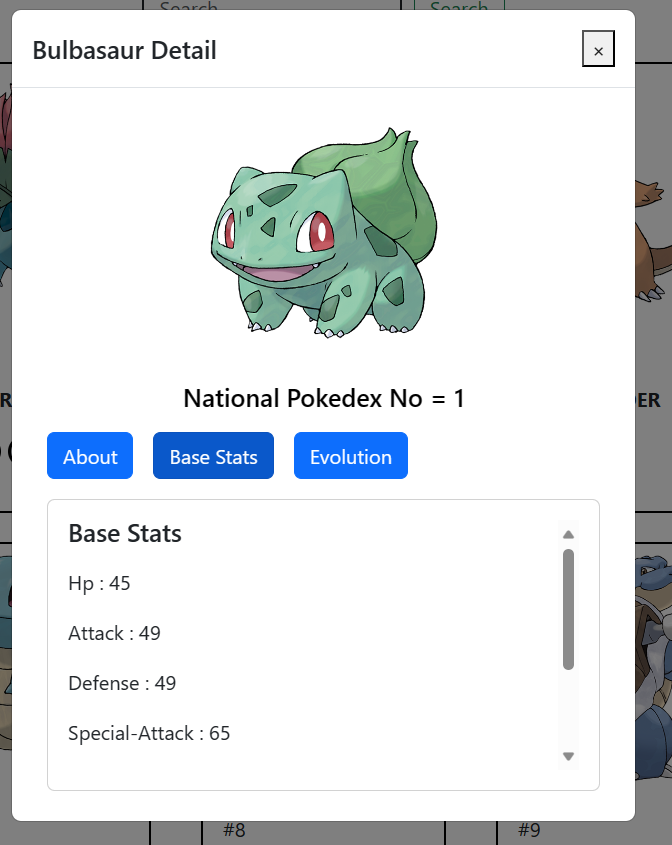 Search
Search
Bulbasaur Detail
×
National Pokedex No = 1
About
Base Stats
Evolution
Base Stats
Hp : 45
Attack : 49
Defense : 49
Special-Attack : 65
#8
#9